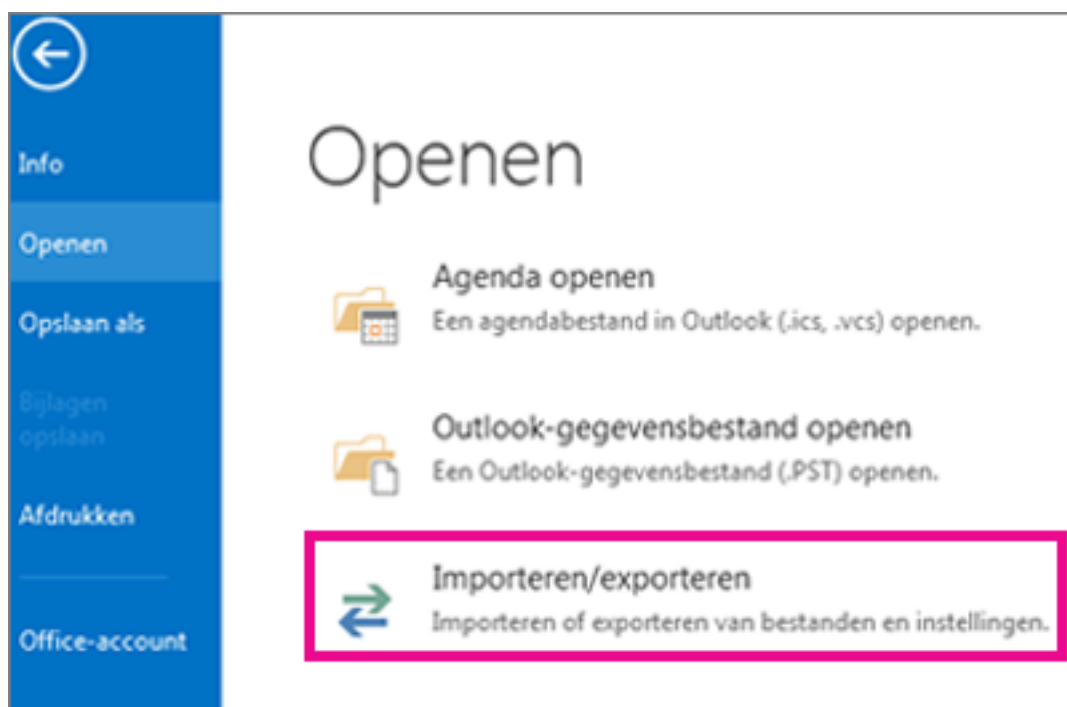 Info
Openen
Opslaan als
Bijlagen
opslaan
Afdrukken
Office-account
Openen
Agenda openen
Een agendabestand in Outlook (.ics, .vcs) openen.
Outlook-gegevensbestand openen
Een Outlook-gegevensbestand (.PST) openen.
Importeren/exporteren
Importeren of exporteren van bestanden en instellingen.